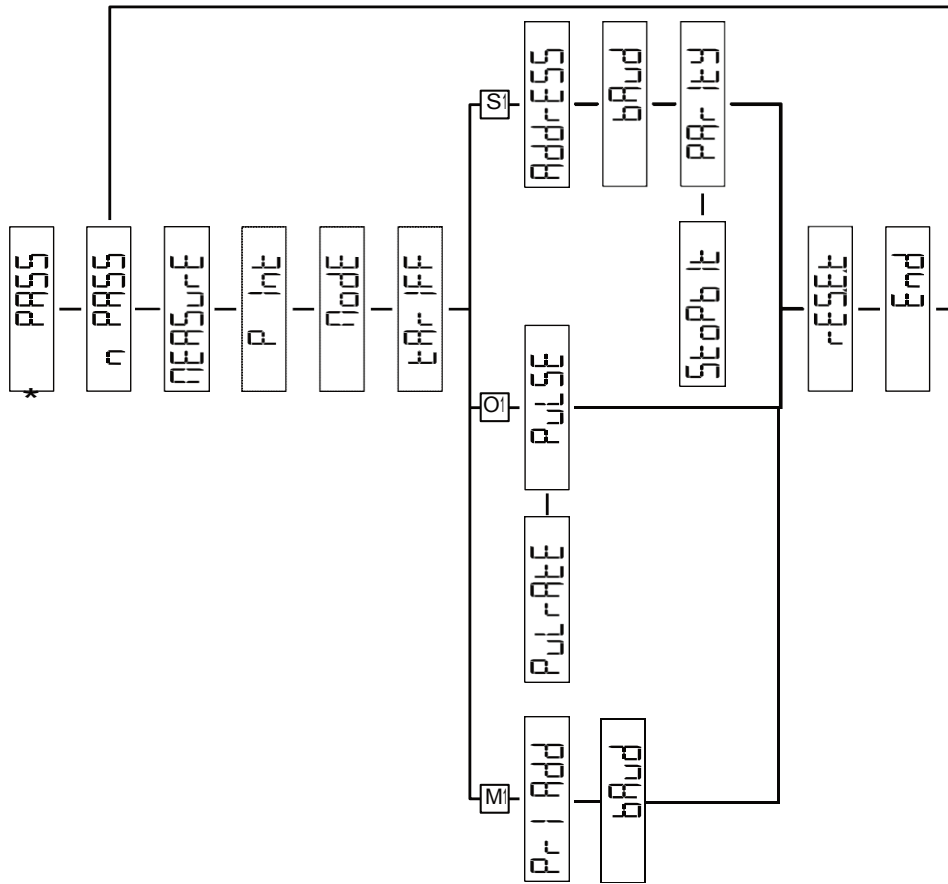 PASS
*
n PASS
MEASurE
P Int
ModE
tAr IFF
S1
AddrESS
bAud
PAr Ity
StoPb It
O1
PuLSE
PuLrAtE
M1
Pr I Add
bAud
rESEt
End